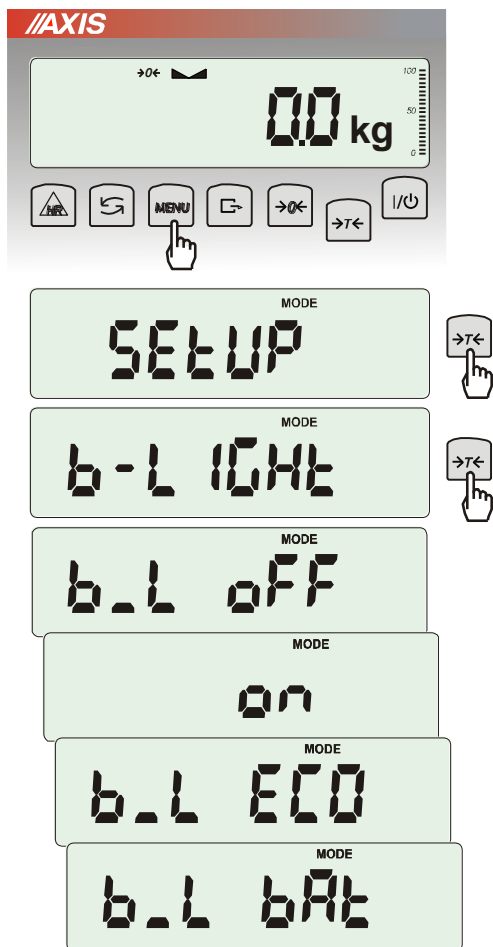 //AXIS
→0←
100
50
0
0.0 kg
HR MENU →0← →T← I/⏻
MODE
SEtUP
→T←
MODE
b-LIGHt
→T←
MODE
b_L oFF
MODE
on
MODE
b_L ECO
MODE
b_L bAt